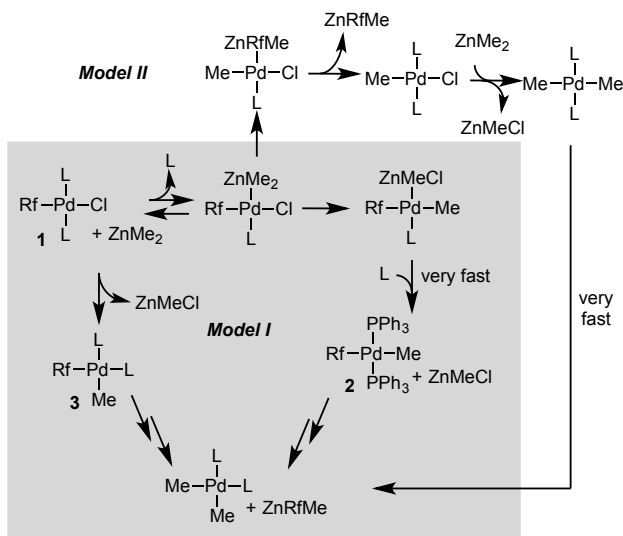 ZnRfMe
ZnRfMe
L
ZnMe2
L
Model II
Me Pd Cl
Me Pd Cl
Me Pd Me
L
L
ZnMeCl
L
L
L
ZnMe2
ZnMeCl
Rf Pd Cl
Rf Pd Cl
Rf Pd Me
1
L
+ ZnMe2
L
L
L
very fast
very
fast
ZnMeCl
Model I
L
PPh3
Rf Pd L
Rf Pd Me
3
Me
2
PPh3
+ ZnMeCl
L
Me Pd L
Me
+ ZnRfMe